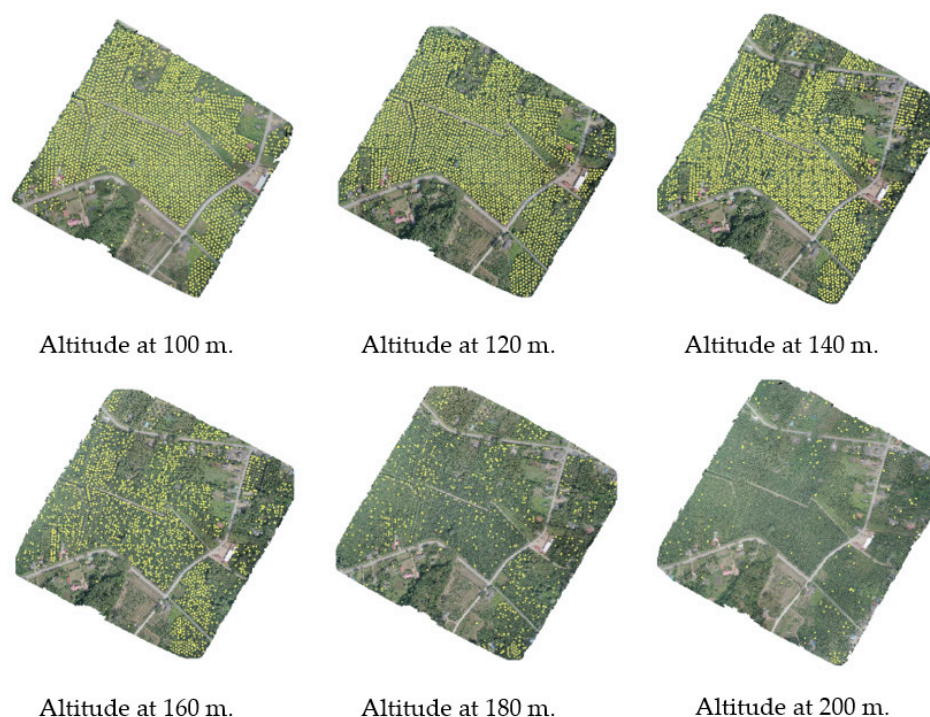 Altitude at 100 m.
Altitude at 120 m.
Altitude at 140 m.
Altitude at 160 m.
Altitude at 180 m.
Altitude at 200 m.